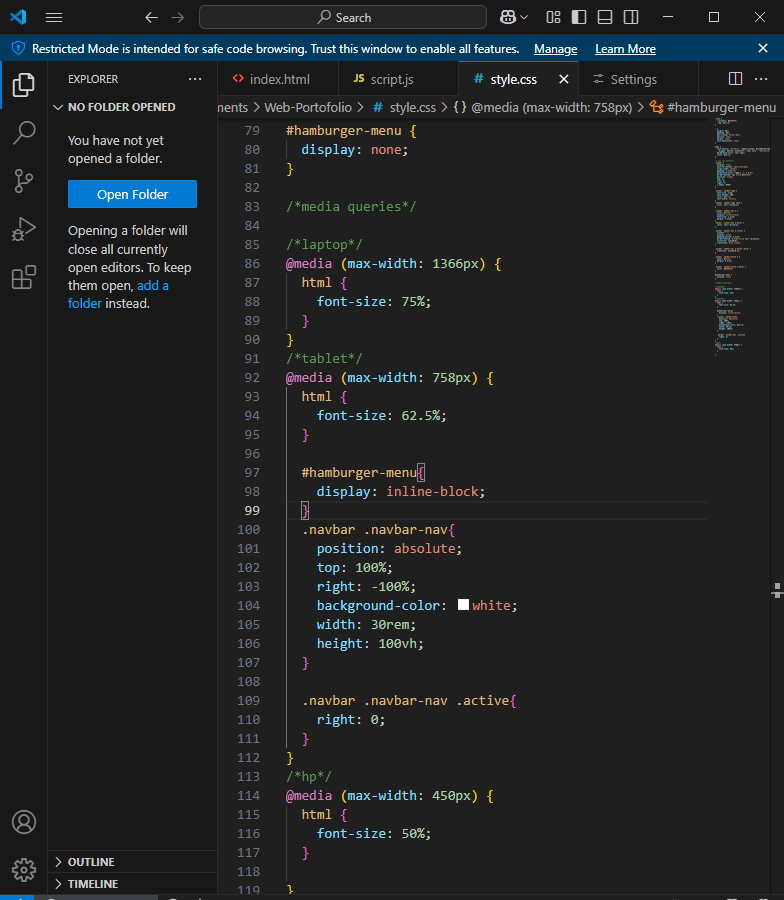 Search
Restricted Mode is intended for safe code browsing. Trust this window to enable all features. Manage Learn More
EXPLORER
NO FOLDER OPENED
You have not yet
opened a folder.
Open Folder
Opening a folder will
close all currently
open editors. To keep
them open, add a
folder instead.
OUTLINE
TIMELINE
index.html JS script.js # style.css Settings
ments > Web-Portofolio > # style.css > {} @media (max-width: 758px) > #hamburger-menu
79 #hamburger-menu {
80 display: none;
81 }
82
83 /*media queries*/
84
85 /*laptop*/
86 @media (max-width: 1366px) {
87 html {
88 font-size: 75%;
89 }
90 }
91 /*tablet*/
92 @media (max-width: 758px) {
93 html {
94 font-size: 62.5%;
95 }
96
97 #hamburger-menu{
98 display: inline-block;
99 }
100 .navbar .navbar-nav{
101 position: absolute;
102 top: 100%;
103 right: -100%;
104 background-color: white;
105 width: 30rem;
106 height: 100vh;
107 }
108
109 .navbar .navbar-nav .active{
110 right: 0;
111 }
112 }
113 /*hp*/
114 @media (max-width: 450px) {
115 html {
116 font-size: 50%;
117 }
118
119 }